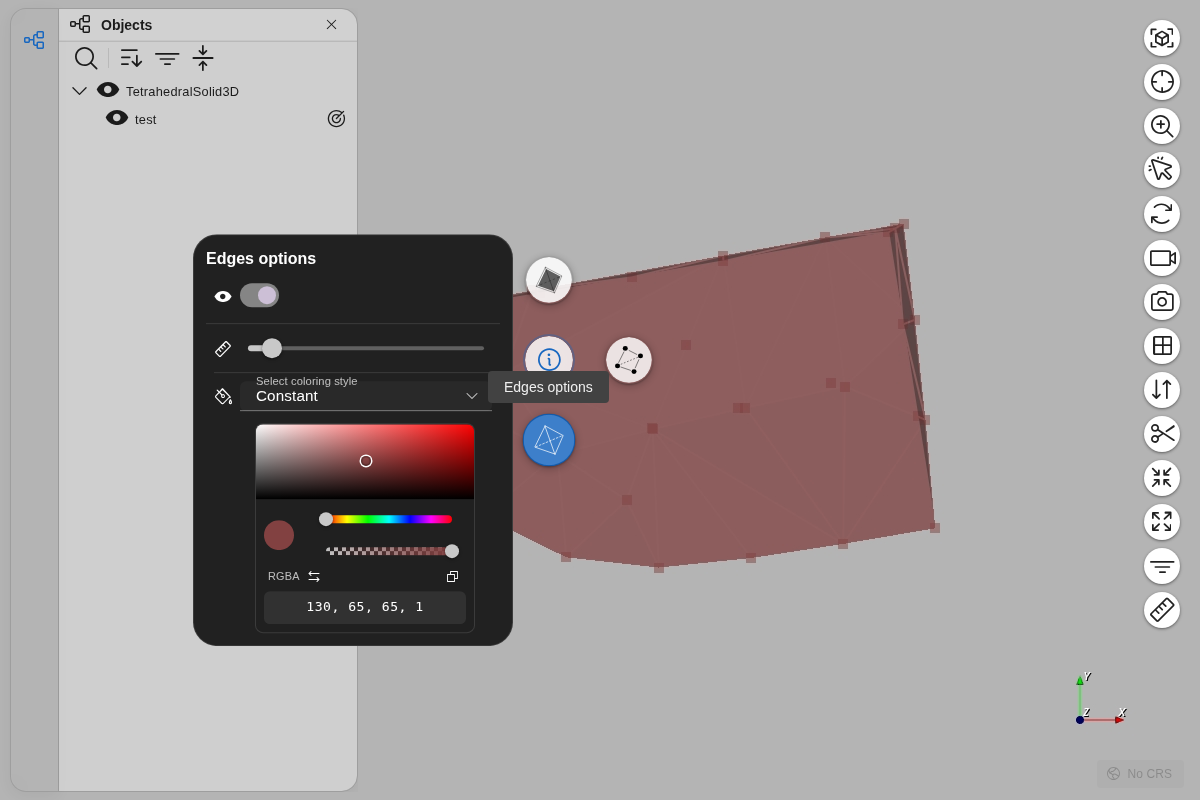 Objects
TetrahedralSolid3D
test
Edges options
Select coloring style
Constant
Edges options
RGBA
130, 65, 65, 1
Y
Z
X
No CRS